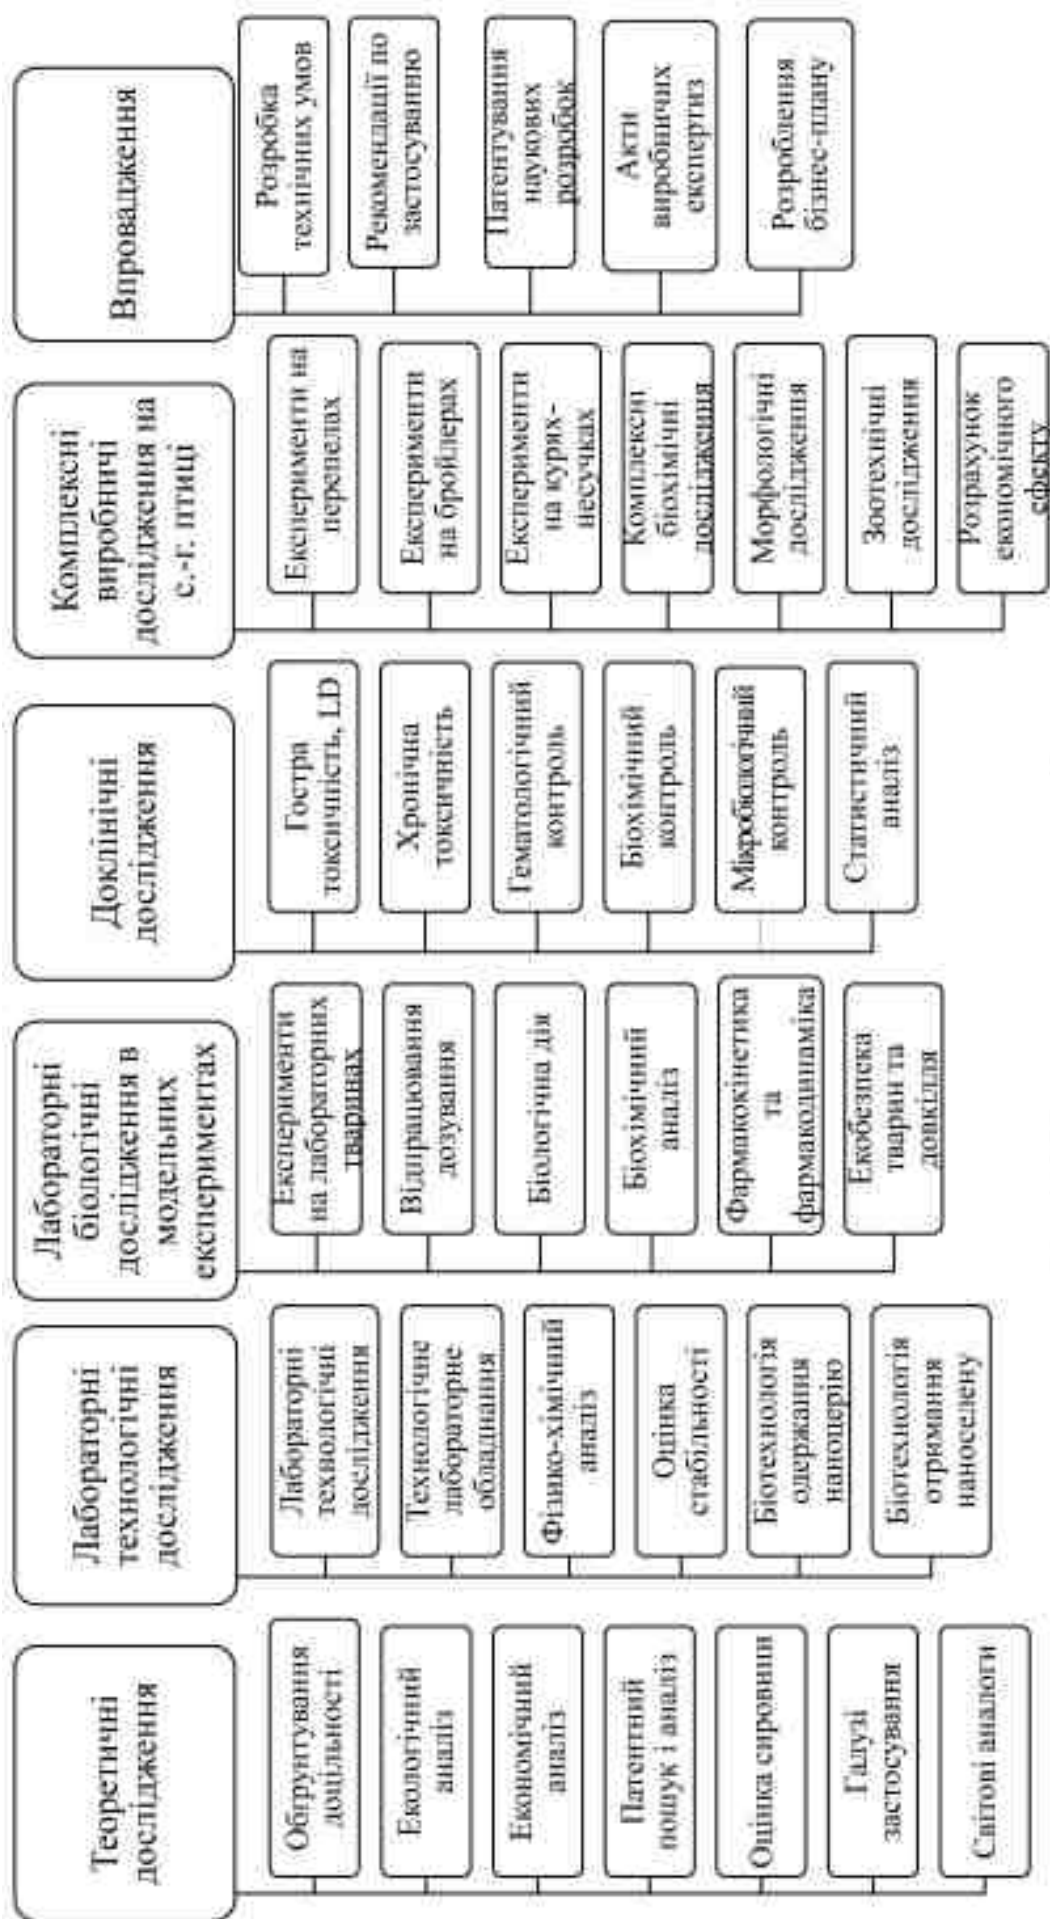 Теоретичні
дослідження
Обґрунтування
доцільності
Екологічний
аналіз
Економічний
аналіз
Патентний
пошук і аналіз
Оцінка сировини
Галузі
застосування
Світові аналоги
Лабораторні
технологічні
дослідження
Лабораторні
технологічні
дослідження
Технологічне
лабораторне
обладнання
Фізико-хімічний
аналіз
Оцінка
стабільності
Біотехнологія
одержання
наноцерію
Біотехнологія
отримання
наноселену
Лабораторні
біологічні
дослідження в
модельних
експериментах
Експерименти
на лабораторних
тваринах
Відпрацювання
дозування
Біологічна дія
Біохімічний
аналіз
Фармакокінетика
та
фармакодинаміка
Екобезпека
тварин та
довкілля
Доклінічні
дослідження
Гостра
токсичність, LD
Хронічна
токсичність
Гематологічний
контроль
Біохімічний
контроль
Мікробіологічний
контроль
Статистичний
аналіз
Комплексні
виробничі
дослідження на
с.-г. птиці
Експерименти на
перепелах
Експерименти
на бройлерах
Експерименти
на курях-
несучках
Комплексні
біохімічні
дослідження
Морфологічні
дослідження
Зоотехнічні
дослідження
Розрахунок
економічного
ефекту
Впровадження
Розробка
технічних умов
Рекомендації по
застосуванню
Патентування
наукових
розробок
Акти
виробничих
експертиз
Розроблення
бізнес-плану